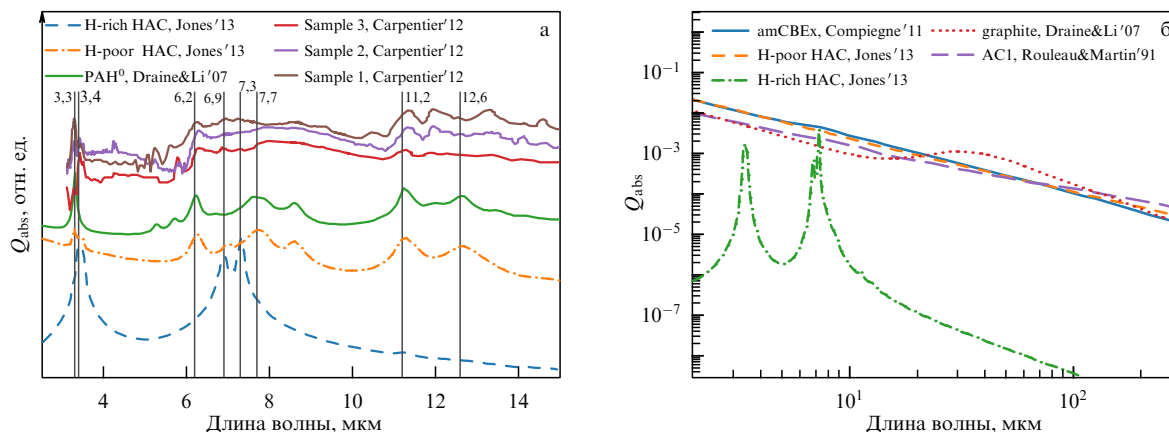 H-rich HAC, Jones′13
H-poor HAC, Jones′13
PAH⁰, Draine&Li′07
Sample 3, Carpentier′12
Sample 2, Carpentier′12
Sample 1, Carpentier′12
а
3,3
3,4
6,2
6,9
7,3
7,7
11,2
12,6
Q_abs, отн. ед.
4
6
8
10
12
14
Длина волны, мкм
amCBEx, Compiegne′11
H-poor HAC, Jones′13
H-rich HAC, Jones′13
graphite, Draine&Li′07
AC1, Rouleau&Martin′91
б
Q_abs
10⁻¹
10⁻³
10⁻⁵
10⁻⁷
10¹
10²
Длина волны, мкм